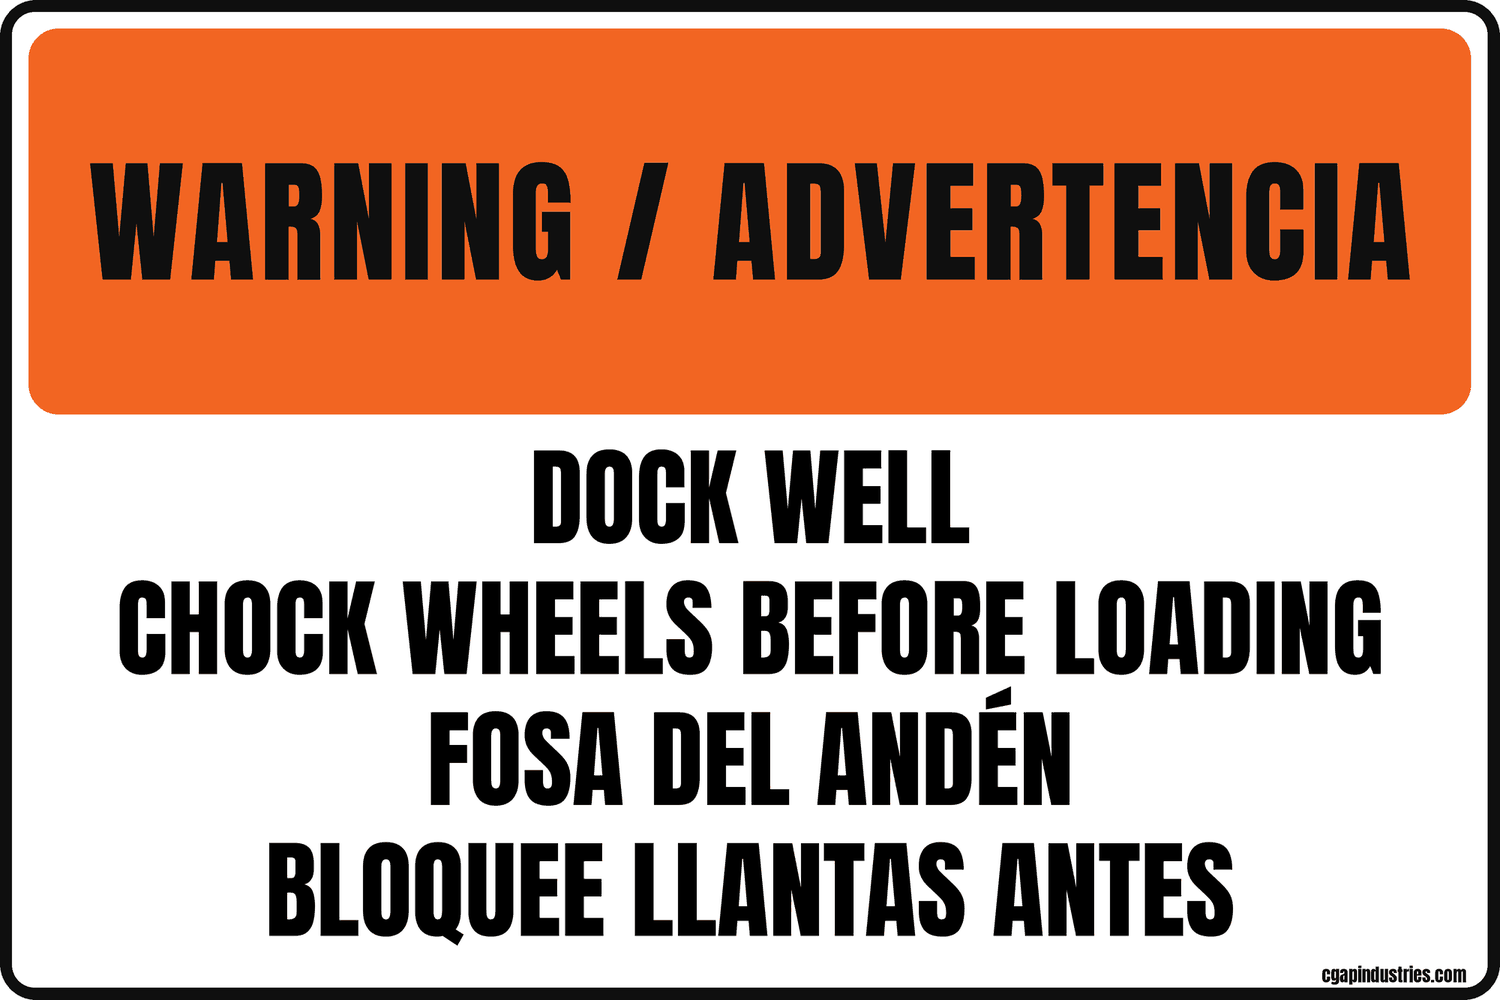 WARNING / ADVERTENCIA
DOCK WELL
CHOCK WHEELS BEFORE LOADING
FOSA DEL ANDÉN
BLOQUEE LLANTAS ANTES
cgapindustries.com